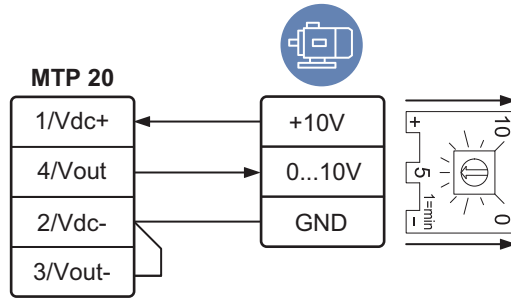 MTP 20
1/Vdc+
4/Vout
2/Vdc-
3/Vout-
+10V
0...10V
GND
+
10
5
1=min
-
0